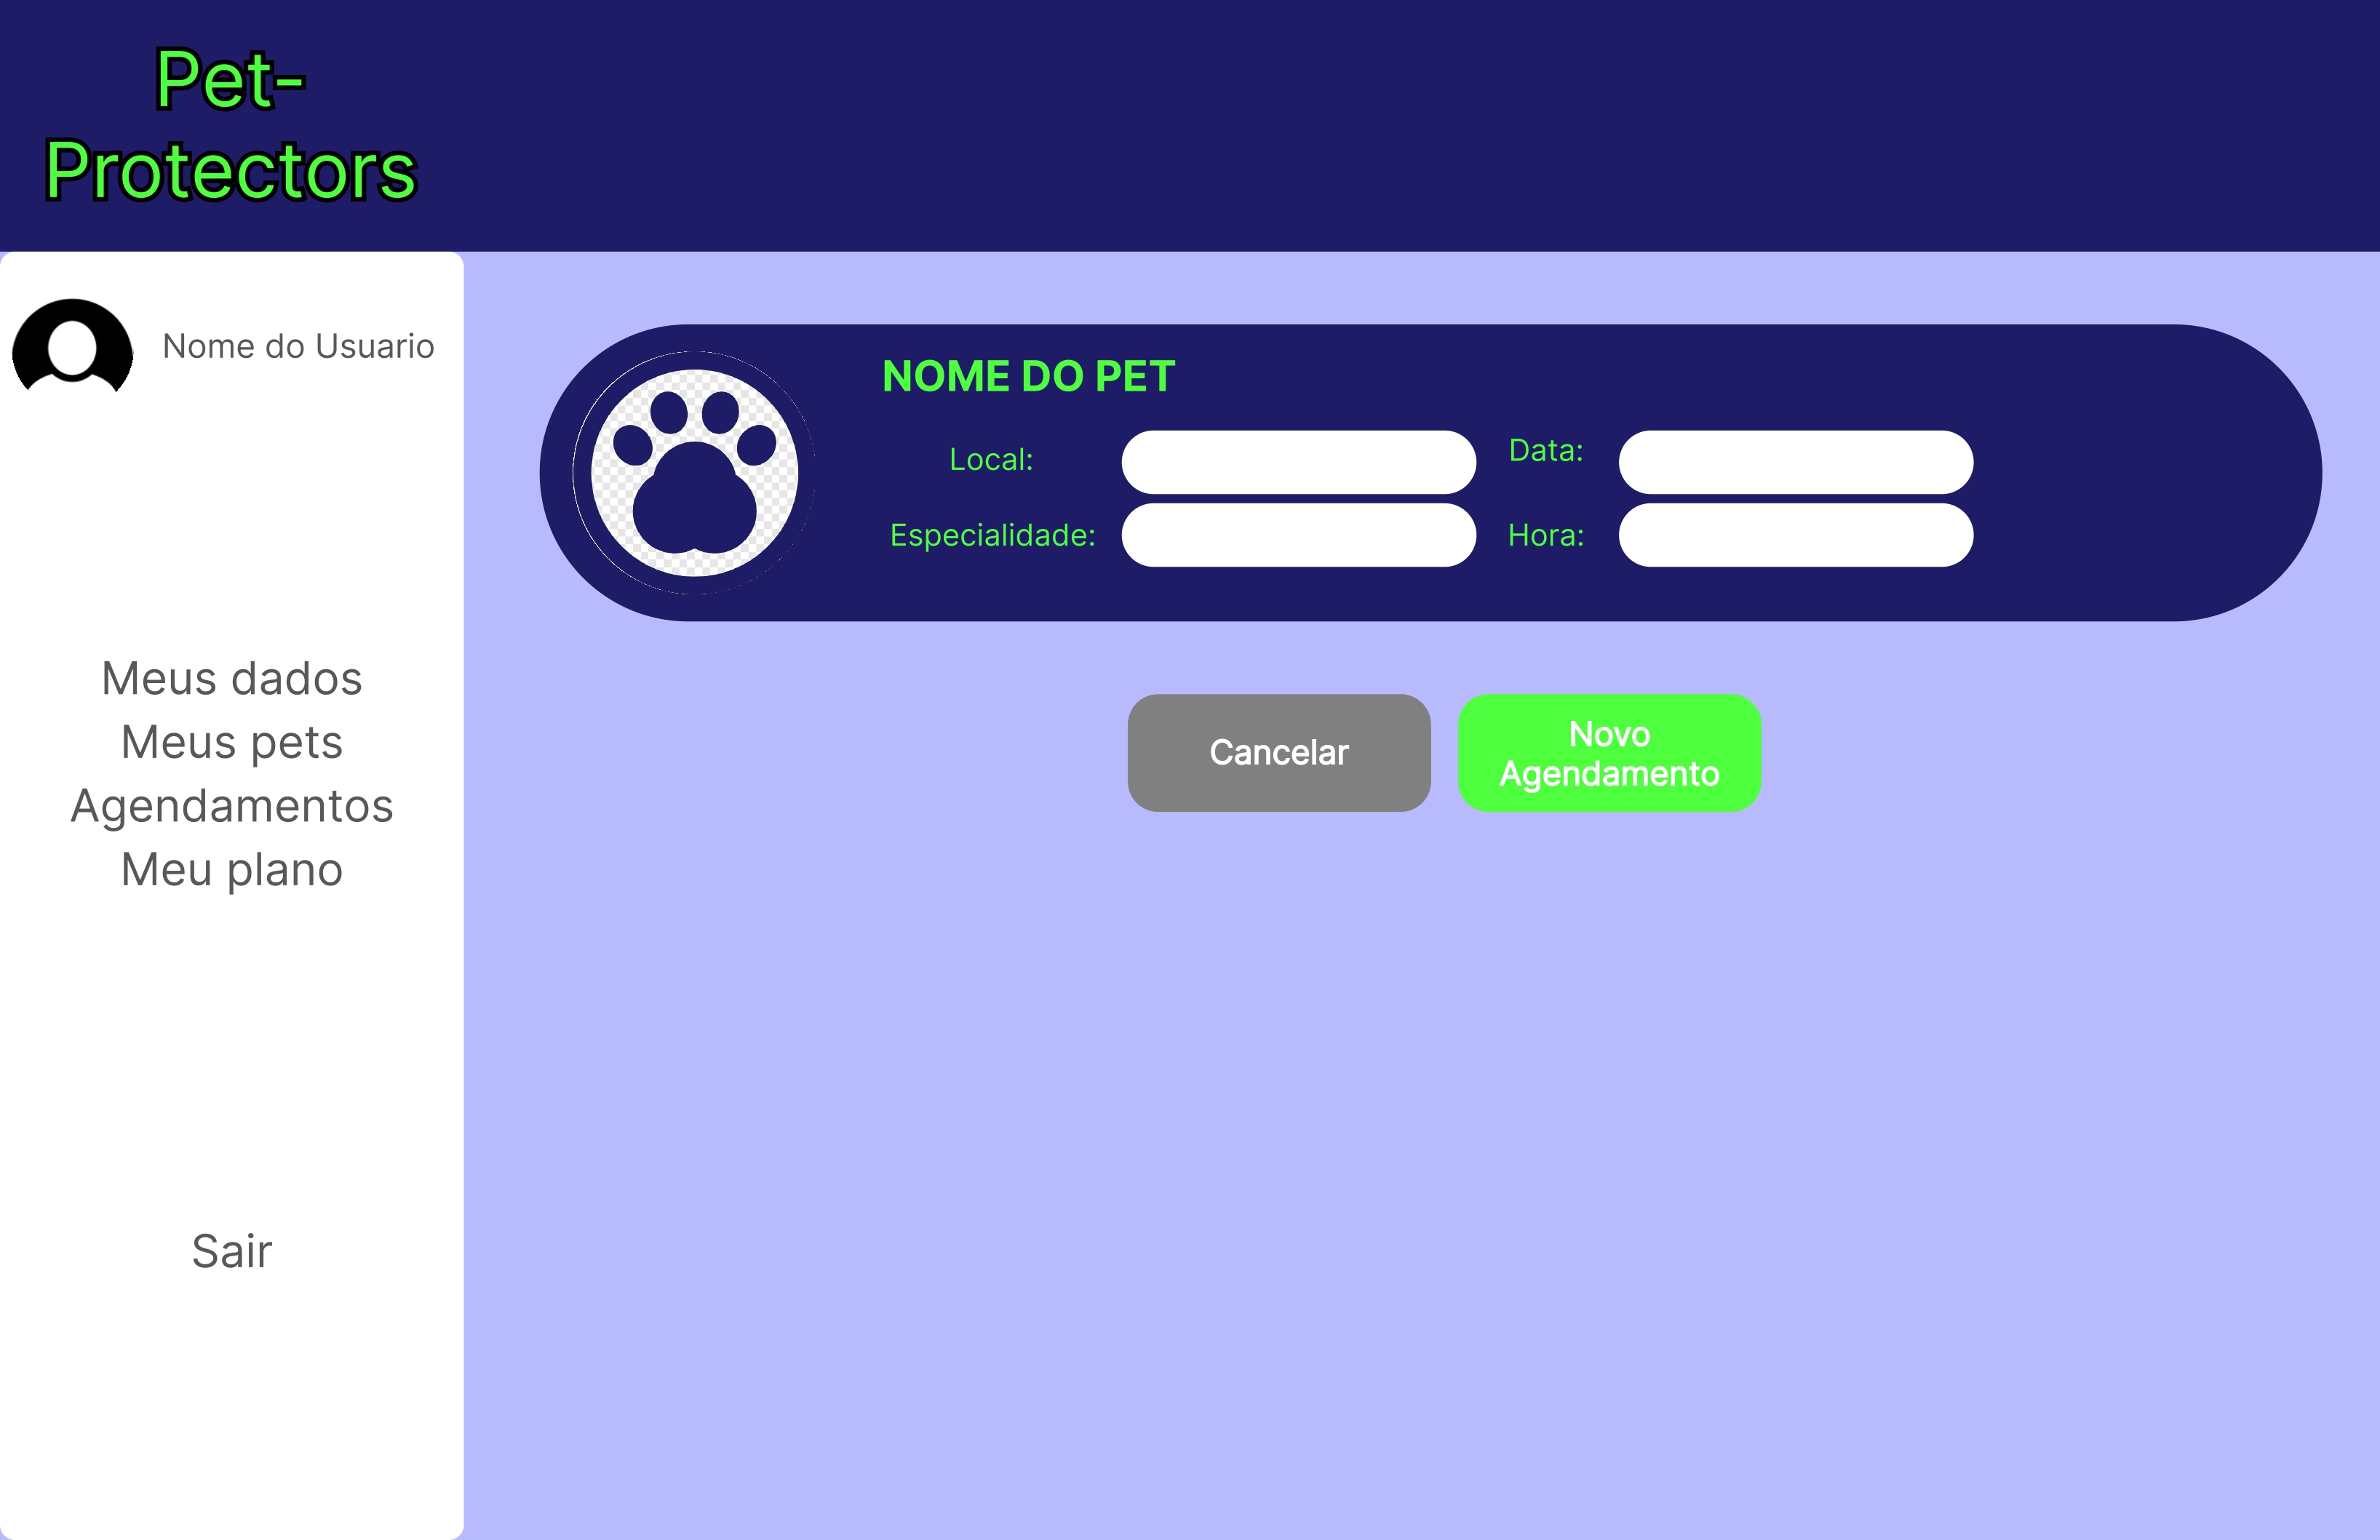 Pet-
Protectors
Nome do Usuario
Meus dados
Meus pets
Agendamentos
Meu plano
Sair
NOME DO PET
Local:
Data:
Especialidade:
Hora:
Cancelar
Novo
Agendamento